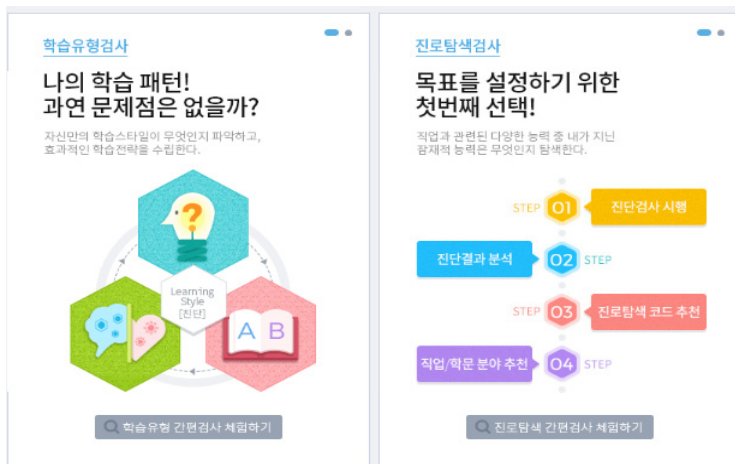 학습유형검사
나의 학습 패턴!
과연 문제점은 없을까?
자신만의 학습스타일이 무엇인지 파악하고,
효과적인 학습전략을 수립한다.
?
Learning
Style
[진단]
A B
학습유형 간편검사 체험하기
진로탐색검사
목표를 설정하기 위한
첫번째 선택!
직업과 관련된 다양한 능력 중 내가 지닌
잠재적 능력은 무엇인지 탐색한다.
STEP 01 진단검사 시행
진단결과 분석 02 STEP
STEP 03 진로탐색 코드 추천
직업/학문 분야 추천 04 STEP
진로탐색 간편검사 체험하기